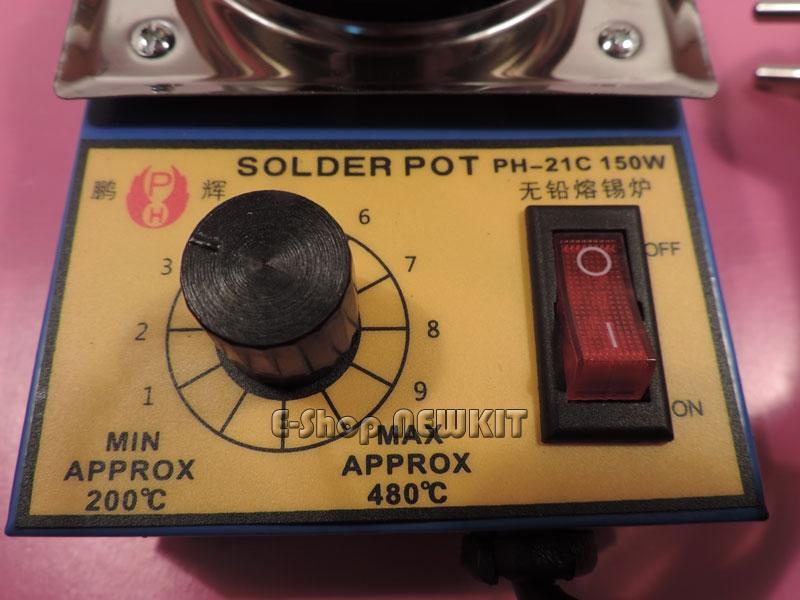 SOLDER POT PH-21C 150W
鹏 PH 辉
无铅熔锡炉
6
OFF
3
7
2
8
1
9
ON
E-Shop NEWKIT
MIN
APPROX
200℃
MAX
APPROX
480℃